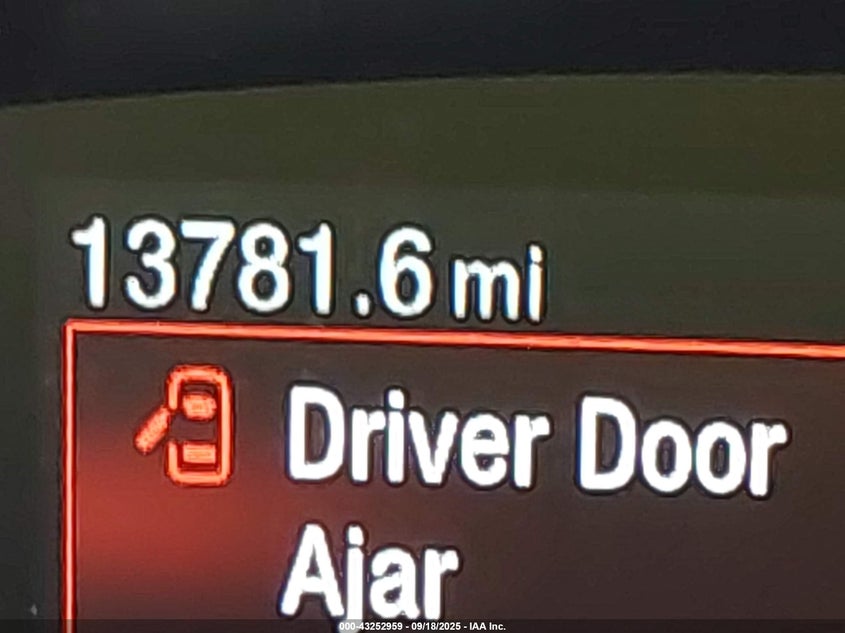 13781.6 mi
Driver Door
Ajar
000-43252959 - 09/18/2025 - IAA Inc.